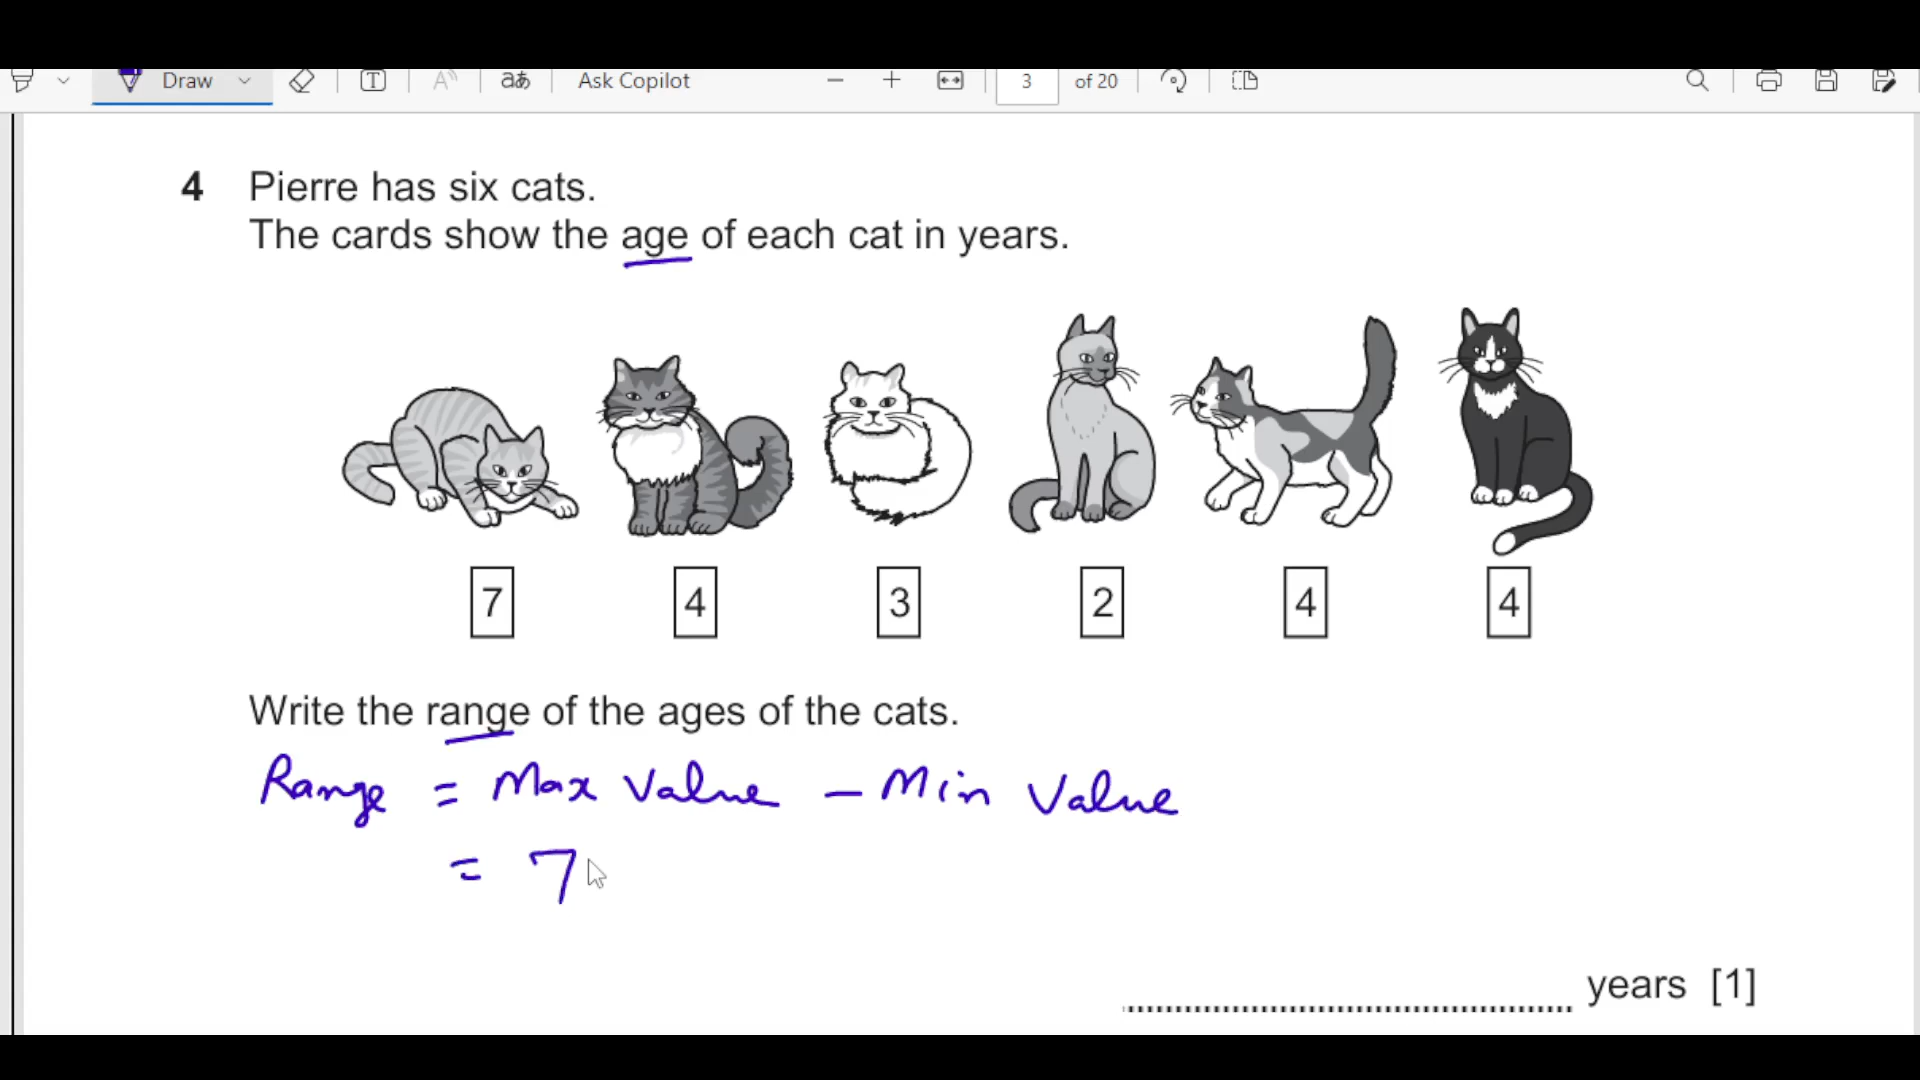 Draw aあ Ask Copilot 3 of 20
4 Pierre has six cats.
The cards show the age of each cat in years.
7 4 3 2 4 4
Write the range of the ages of the cats.
Range = Max Value – Min Value
= 7
years [1]